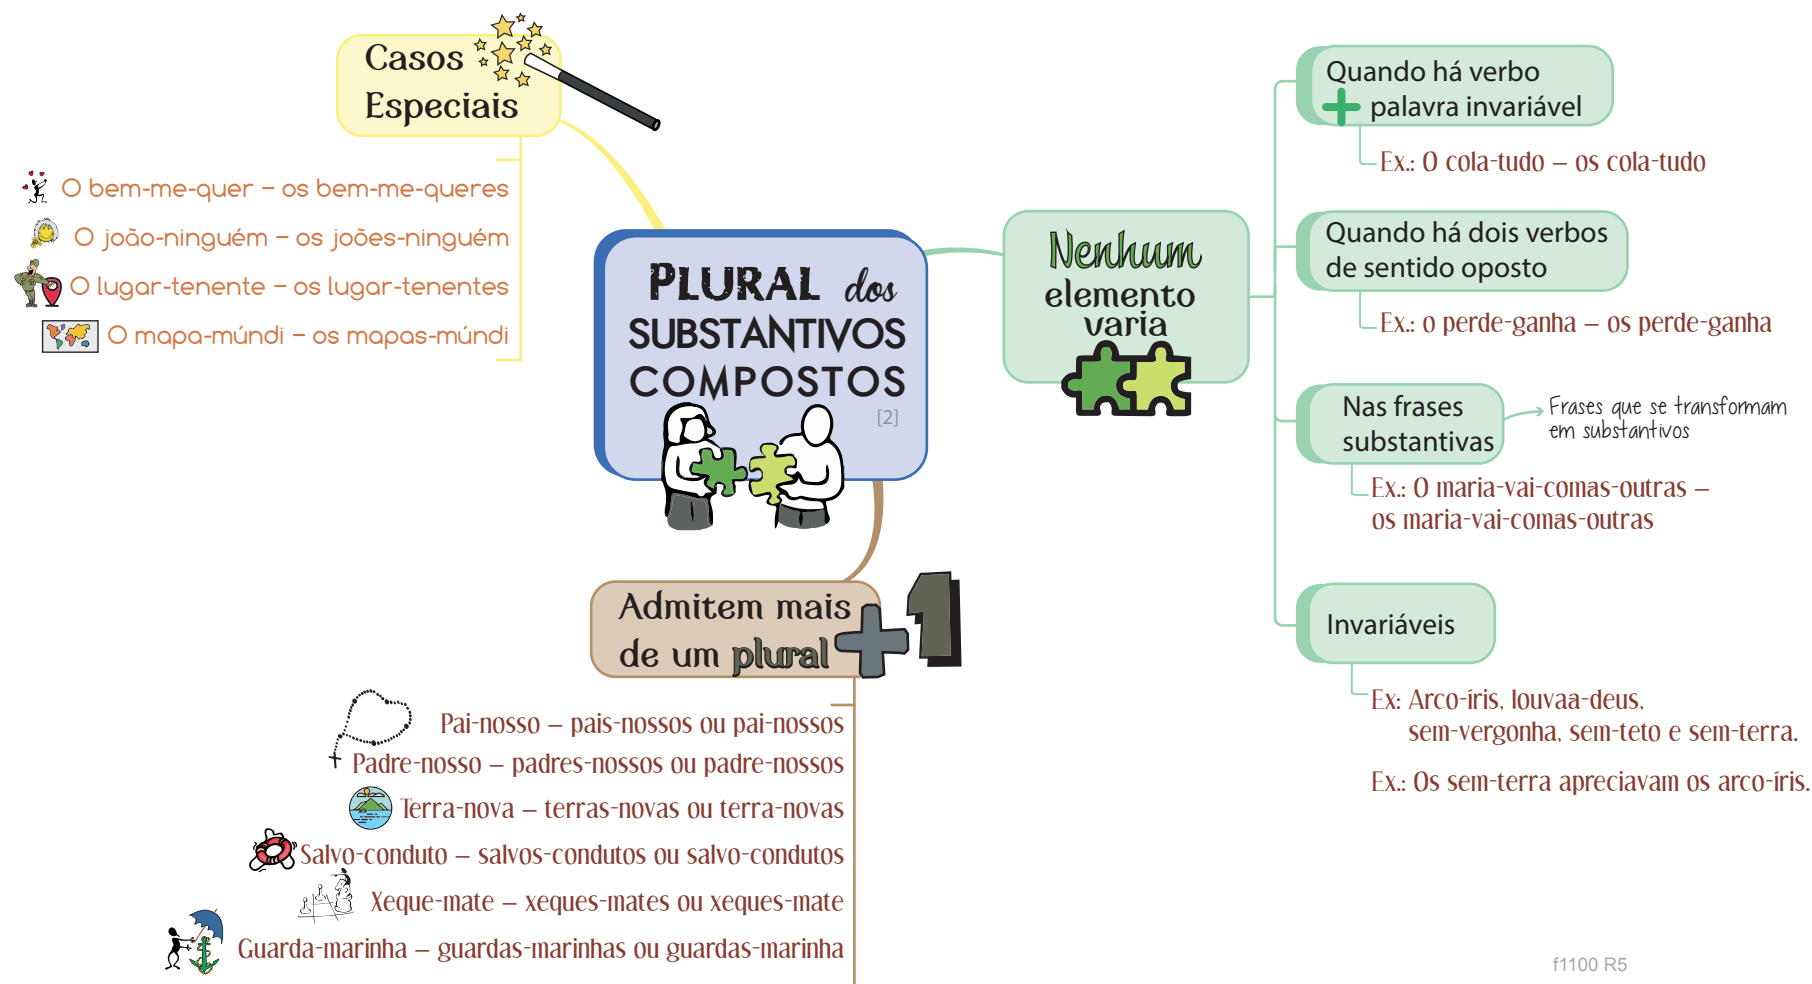 PLURAL dos
SUBSTANTIVOS
COMPOSTOS
[2]
Casos
Especiais
O bem-me-quer – os bem-me-queres
O joão-ninguém – os joões-ninguém
O lugar-tenente – os lugar-tenentes
O mapa-múndi – os mapas-múndi
Nenhum
elemento
varia
Quando há verbo
+ palavra invariável
Ex.: O cola-tudo – os cola-tudo
Quando há dois verbos
de sentido oposto
Ex.: o perde-ganha – os perde-ganha
Nas frases
substantivas
Frases que se transformam
em substantivos
Ex.: O maria-vai-comas-outras –
os maria-vai-comas-outras
Invariáveis
Ex: Arco-íris, louvaa-deus,
sem-vergonha, sem-teto e sem-terra.
Ex.: Os sem-terra apreciavam os arco-íris.
Admitem mais
de um plural
+1
Pai-nosso – pais-nossos ou pai-nossos
Padre-nosso – padres-nossos ou padre-nossos
Terra-nova – terras-novas ou terra-novas
Salvo-conduto – salvos-condutos ou salvo-condutos
Xeque-mate – xeques-mates ou xeques-mate
Guarda-marinha – guardas-marinhas ou guardas-marinha
f1100 R5